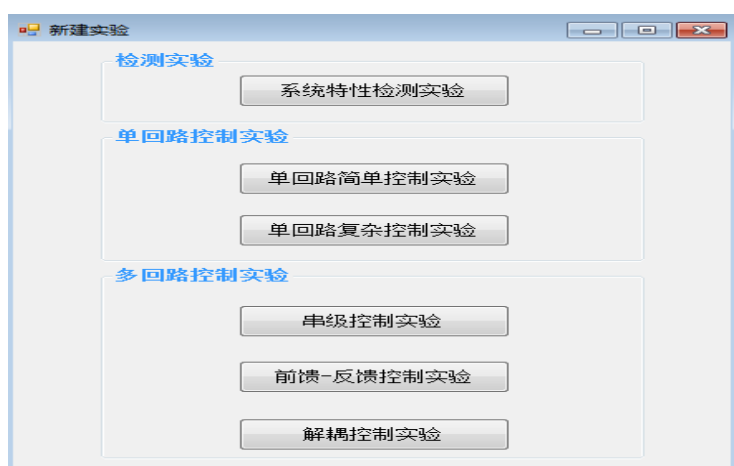 新建实验
检测实验
系统特性检测实验
单回路控制实验
单回路简单控制实验
单回路复杂控制实验
多回路控制实验
串级控制实验
前馈-反馈控制实验
解耦控制实验